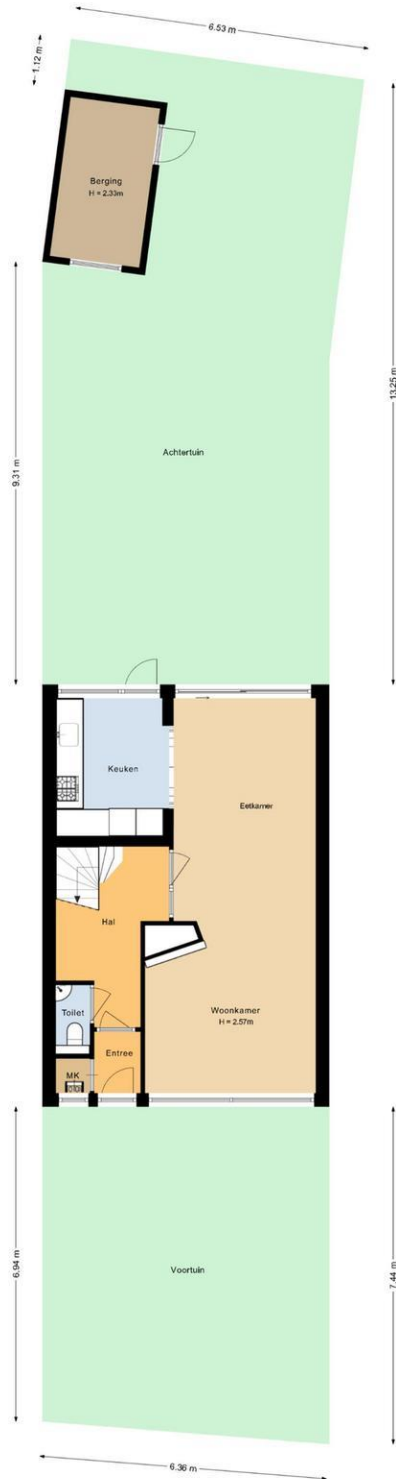 6.53 m
1.12 m
Berging
H = 2.33m
13.25 m
9.31 m
Achtertuin
Keuken
Eetkamer
Hal
Toilet
Woonkamer
H = 2.57m
Entree
MK
6.94 m
7.44 m
Voortuin
6.36 m